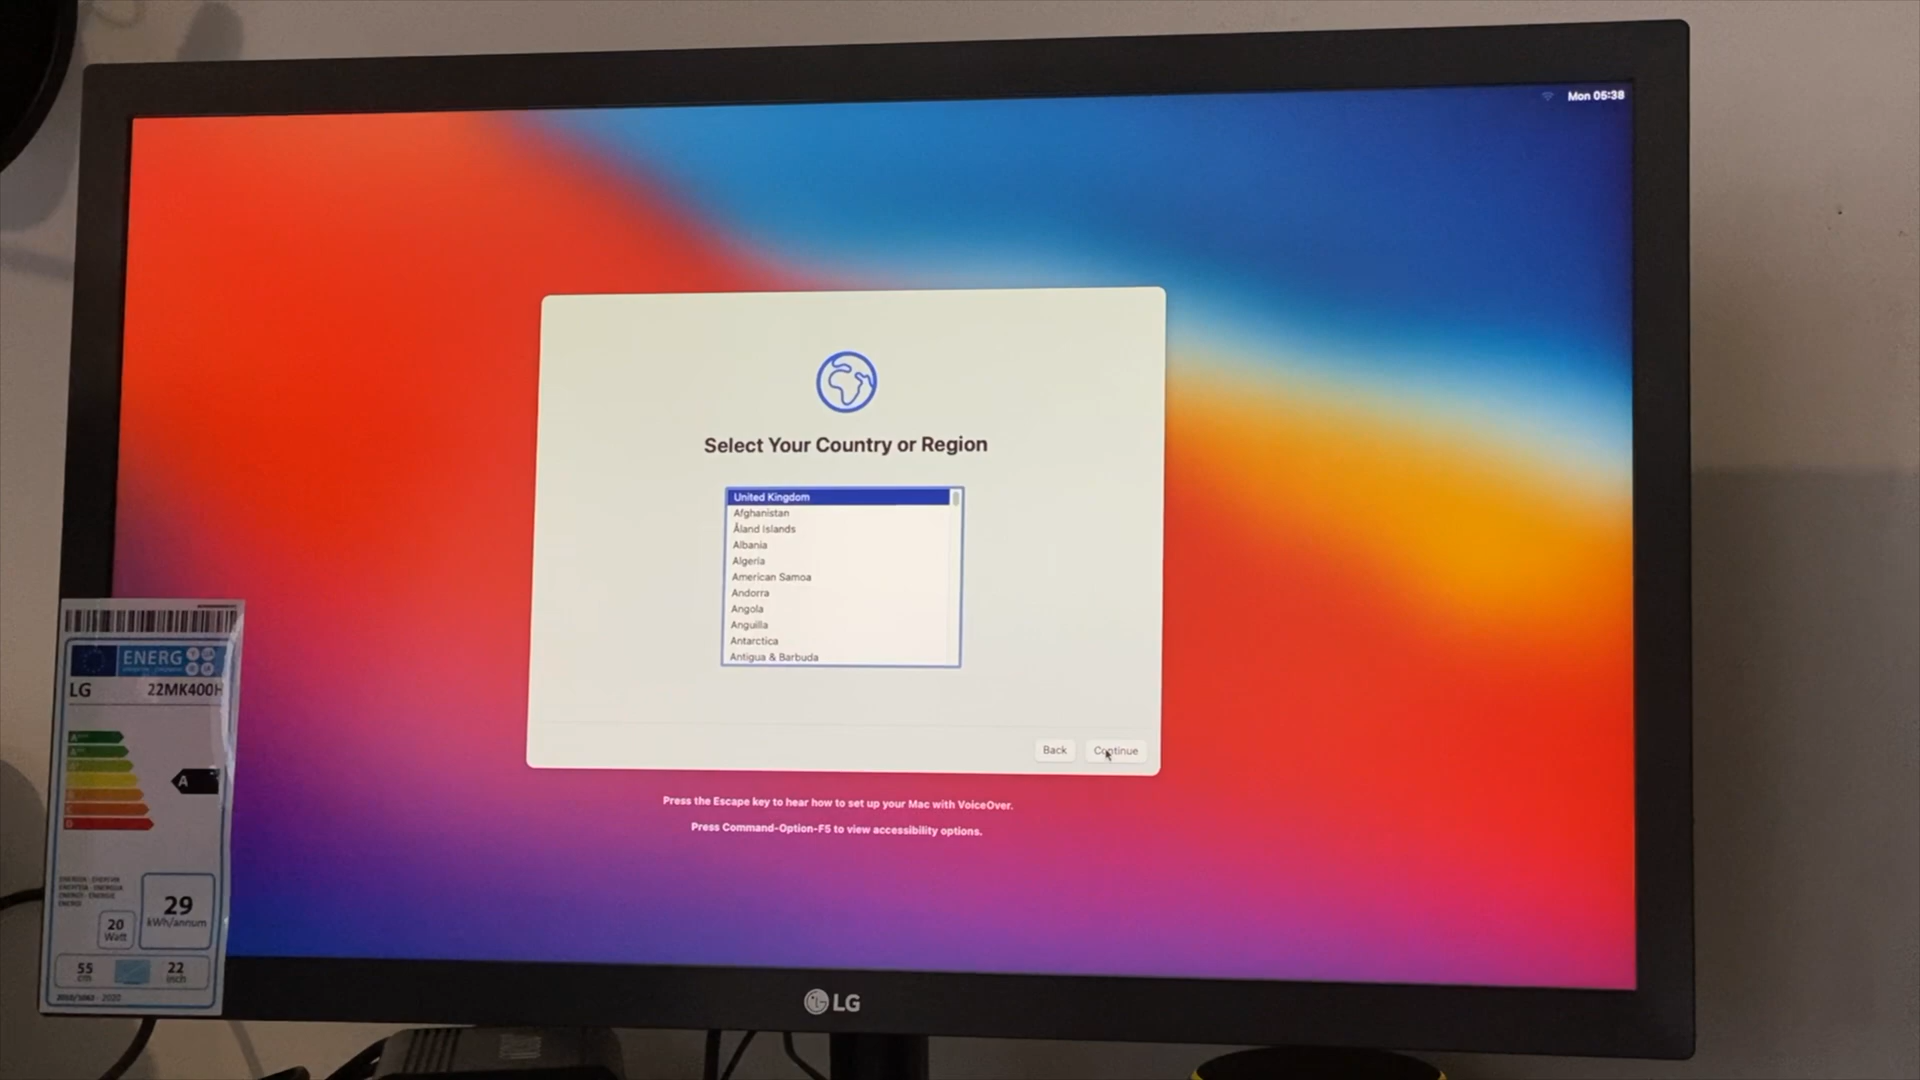 Mon 05:38
Select Your Country or Region
United Kingdom
Afghanistan
Åland Islands
Albania
Algeria
American Samoa
Andorra
Angola
Anguilla
Antarctica
Antigua & Barbuda
Back
Continue
Press the Escape key to hear how to set up your Mac with VoiceOver.
Press Command-Option-F5 to view accessibility options.
ENERG
LG
22MK400H
A
29
kWh/annum
20
Watt
55
cm
22
inch
LG